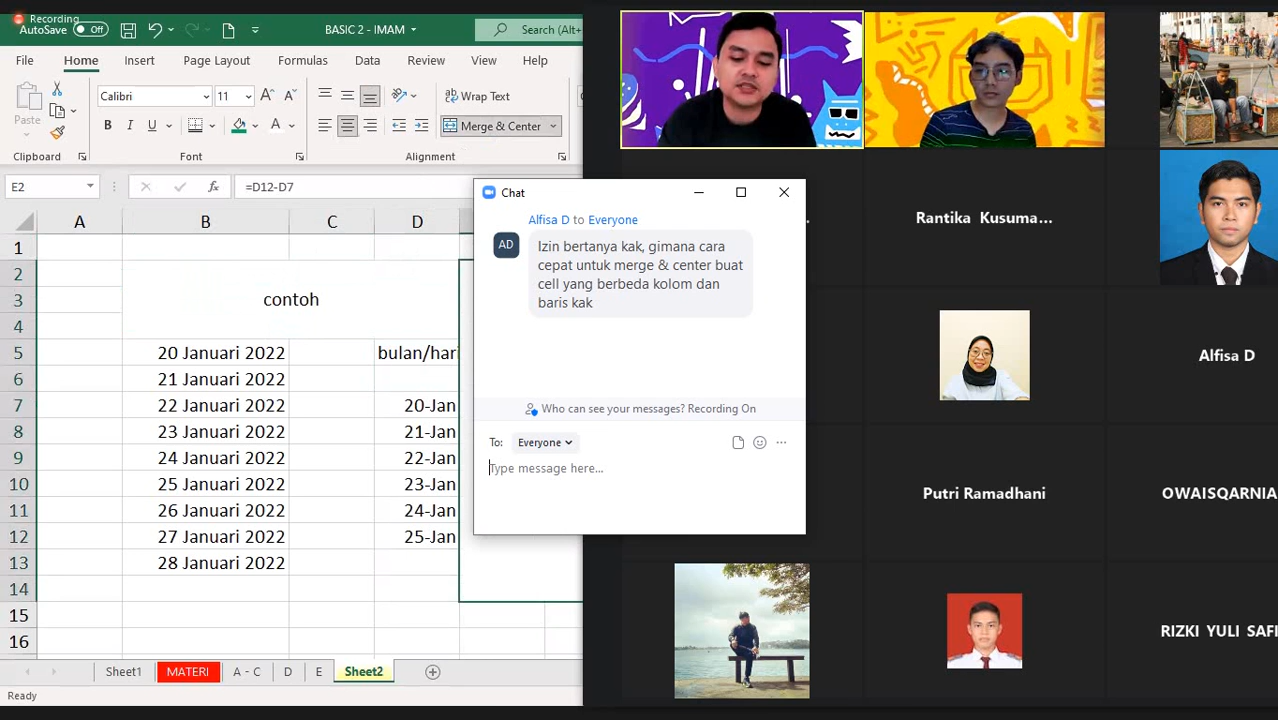 Recording
AutoSave Off
BASIC 2 - IMAM
Search (Alt+
File Home Insert Page Layout Formulas Data Review View Help
Paste
Calibri 11
Wrap Text
B
Merge & Center
Clipboard Font Alignment
E2
fx =D12-D7
A B C D
1
2
3 contoh
4
5 20 Januari 2022 bulan/hari
6 21 Januari 2022
7 22 Januari 2022 20-Jan
8 23 Januari 2022 21-Jan
9 24 Januari 2022 22-Jan
10 25 Januari 2022 23-Jan
11 26 Januari 2022 24-Jan
12 27 Januari 2022 25-Jan
13 28 Januari 2022
14
15
16
Sheet1 MATERI A - C D E Sheet2
Ready
Chat
Alfisa D to Everyone
AD
Izin bertanya kak, gimana cara
cepat untuk merge & center buat
cell yang berbeda kolom dan
baris kak
Who can see your messages? Recording On
To: Everyone
Type message here...
Rantika Kusuma...
Alfisa D
Putri Ramadhani
OWAISQARNIA
RIZKI YULI SAFI